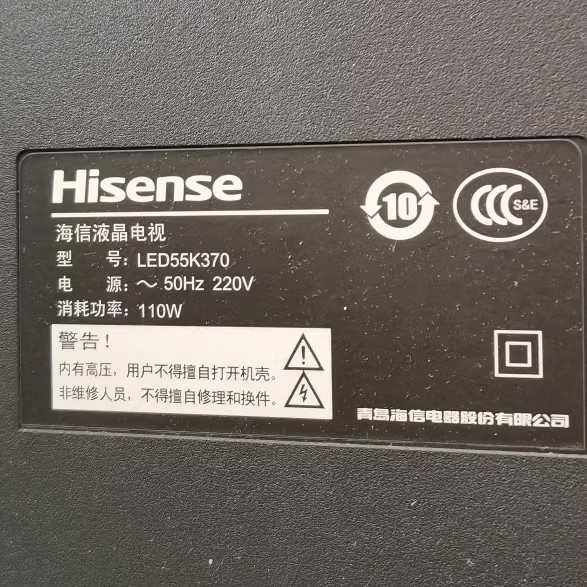 Hisense
海信液晶电视
型 号: LED55K370
电 源: ～ 50Hz 220V
消耗功率: 110W
警告!
内有高压，用户不得擅自打开机壳。
非维修人员，不得擅自修理和换件。
10
CCC S&E
青岛海信电器股份有限公司